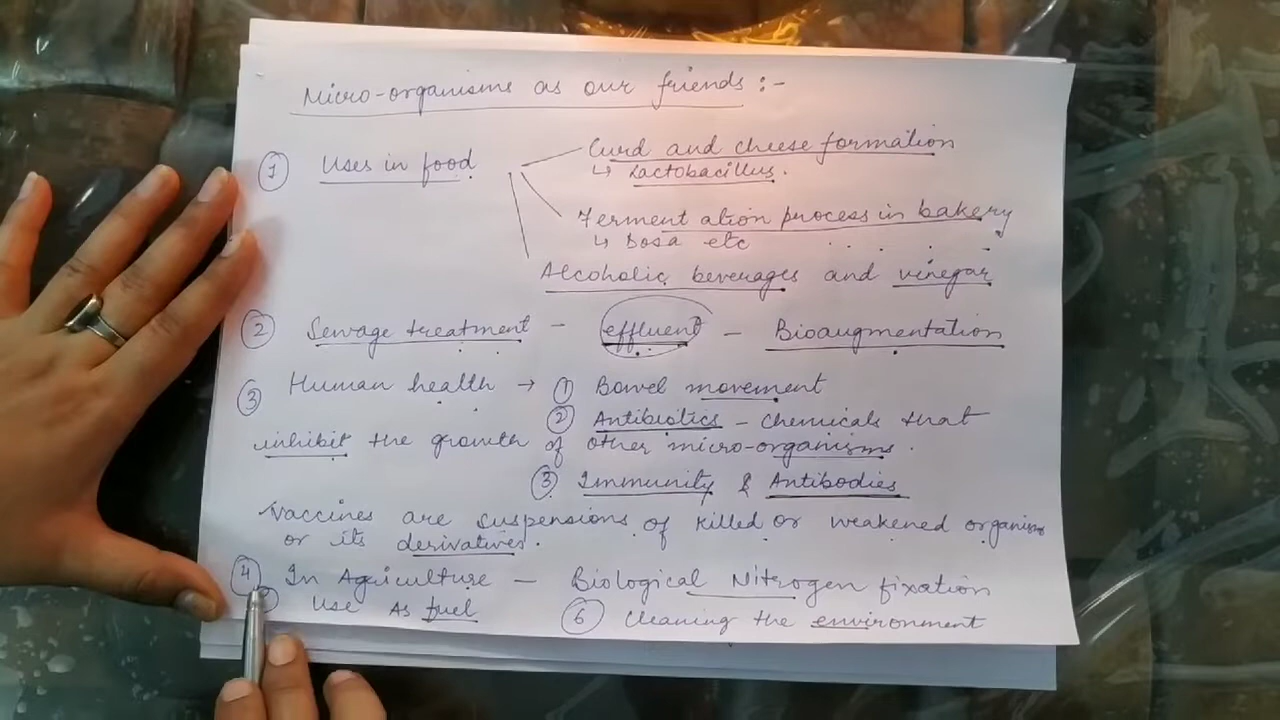 Micro-organisms as our friends :-
① Uses in food
Curd and cheese formation
↳ Lactobacillus.
Fermentation process in bakery
↳ Dosa etc
Alcoholic beverages and vinegar
② Sewage treatment – effluent – Bioaugmentation
③ Human health → ① Bowel movement
② Antibiotics – Chemicals that
inhibit the growth of other micro-organisms.
③ Immunity & Antibodies
Vaccines are suspensions of killed or weakened organisms
or its derivatives.
④ In Agriculture – Biological Nitrogen fixation
Use As fuel ⑥ Cleaning the environment